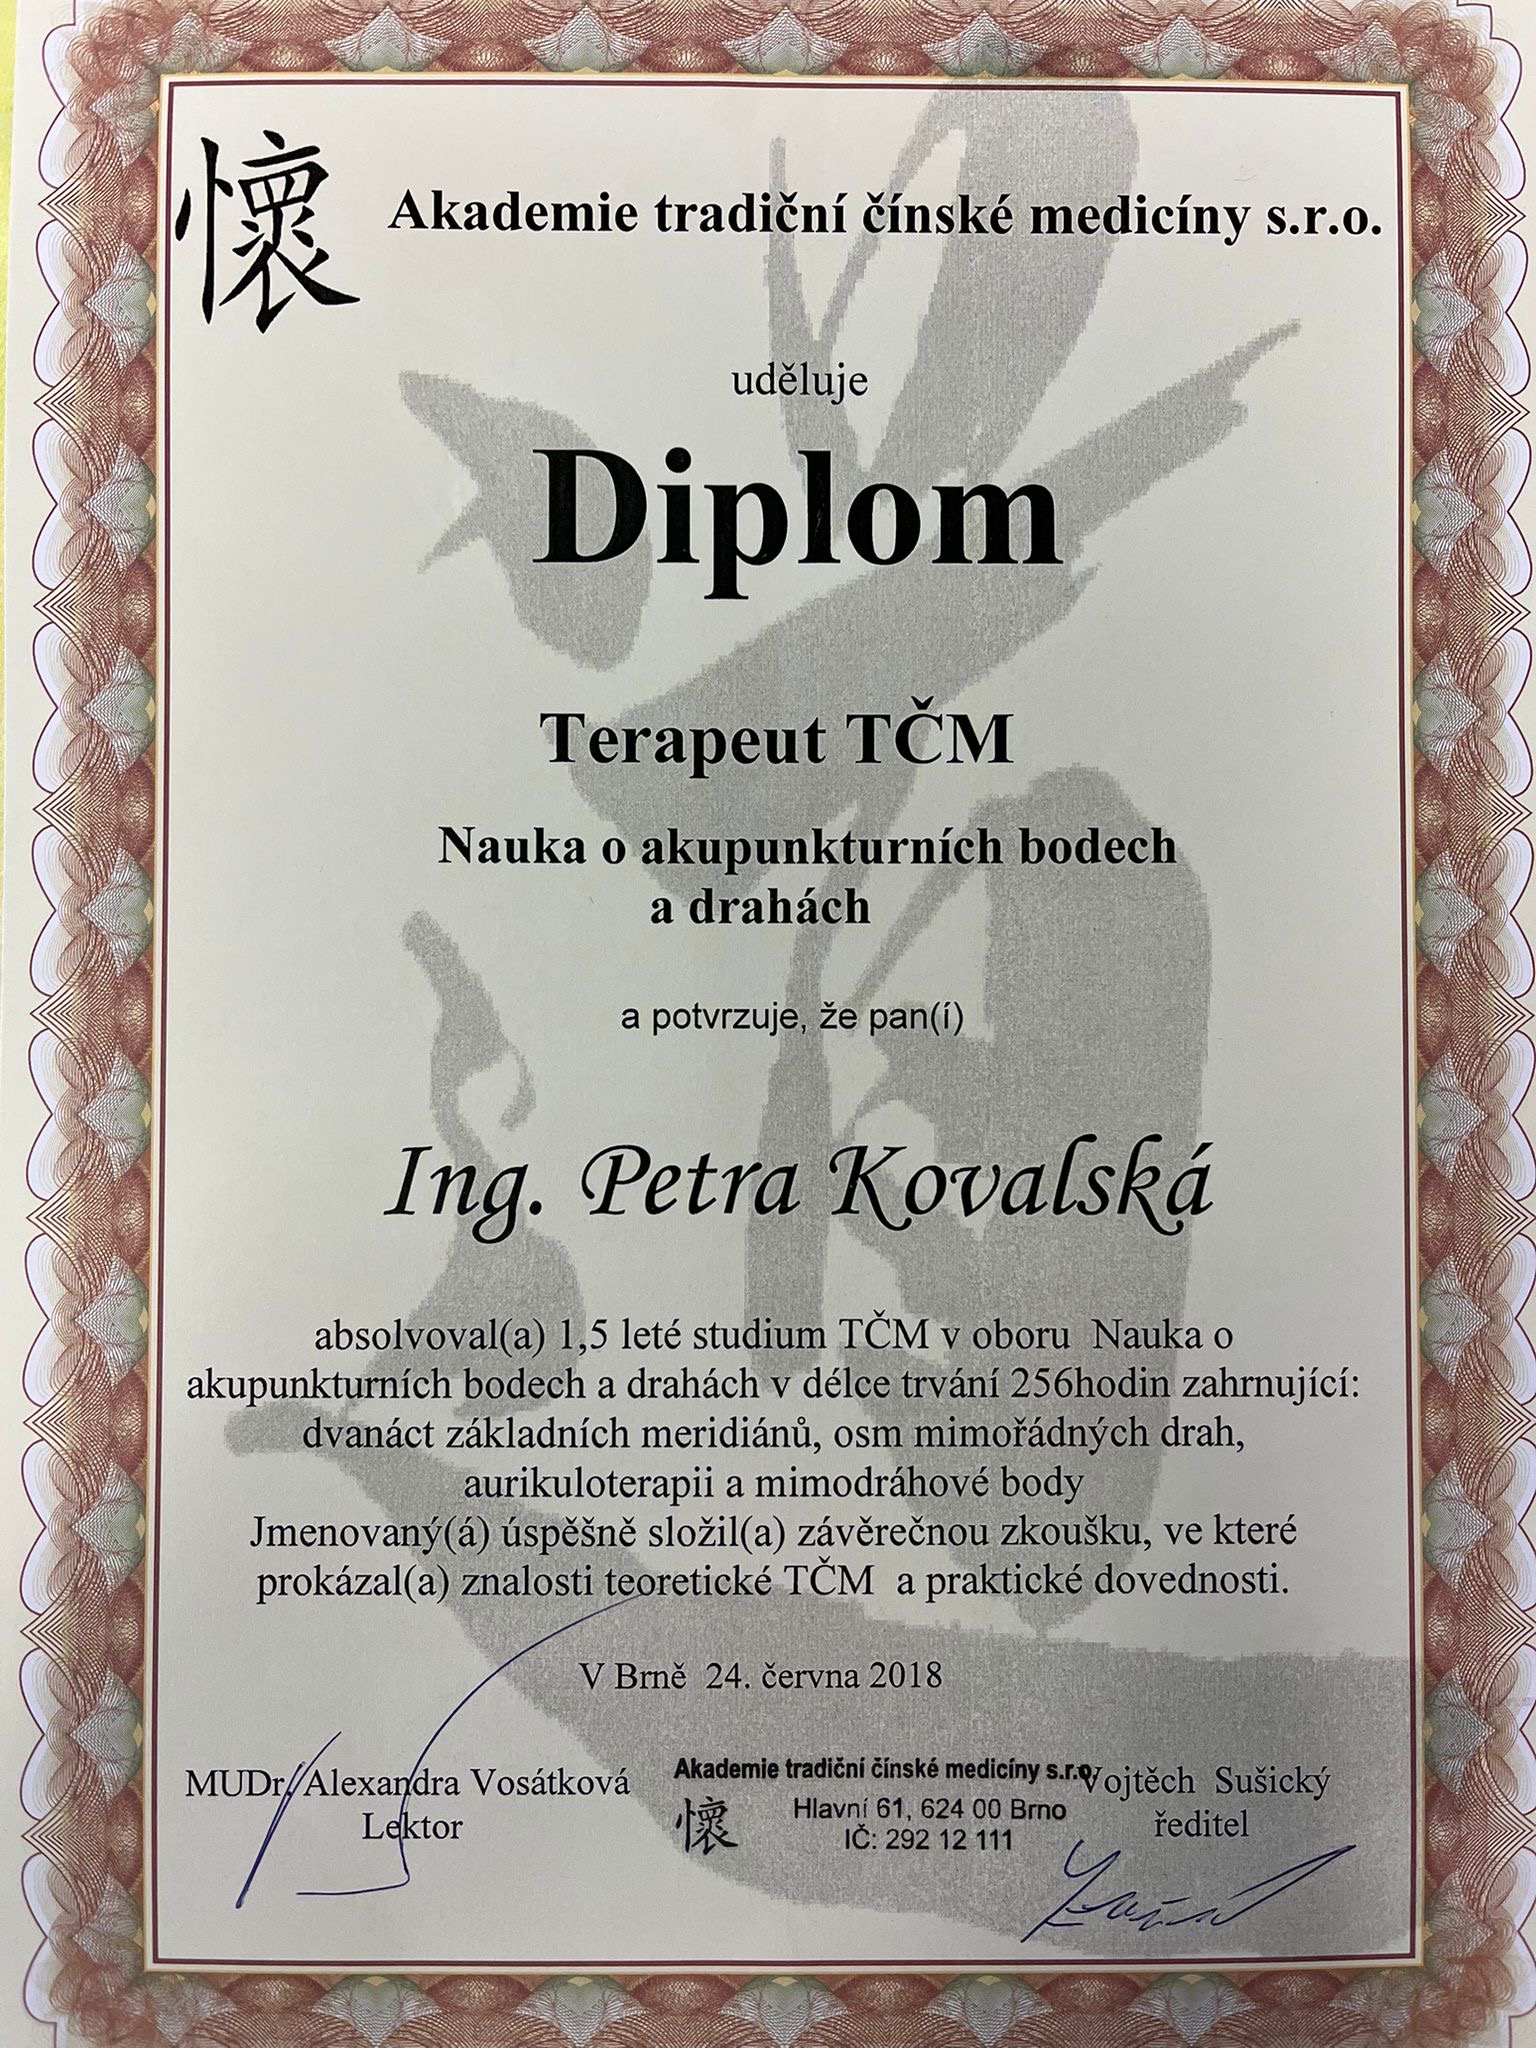 懷
Akademie tradiční čínské medicíny s.r.o.
uděluje
Diplom
Terapeut TČM
Nauka o akupunkturních bodech
a drahách
a potvrzuje, že pan(í)
Ing. Petra Kovalská
absolvoval(a) 1,5 leté studium TČM v oboru Nauka o
akupunkturních bodech a drahách v délce trvání 256hodin zahrnující:
dvanáct základních meridiánů, osm mimořádných drah,
aurikuloterapii a mimodráhové body
Jmenovaný(á) úspěšně složil(a) závěrečnou zkoušku, ve které
prokázal(a) znalosti teoretické TČM a praktické dovednosti.
V Brně 24. června 2018
MUDr. Alexandra Vosátková
Lektor
Akademie tradiční čínské medicíny s.r.o.
懷
Hlavní 61, 624 00 Brno
IČ: 292 12 111
Vojtěch Sušický
ředitel